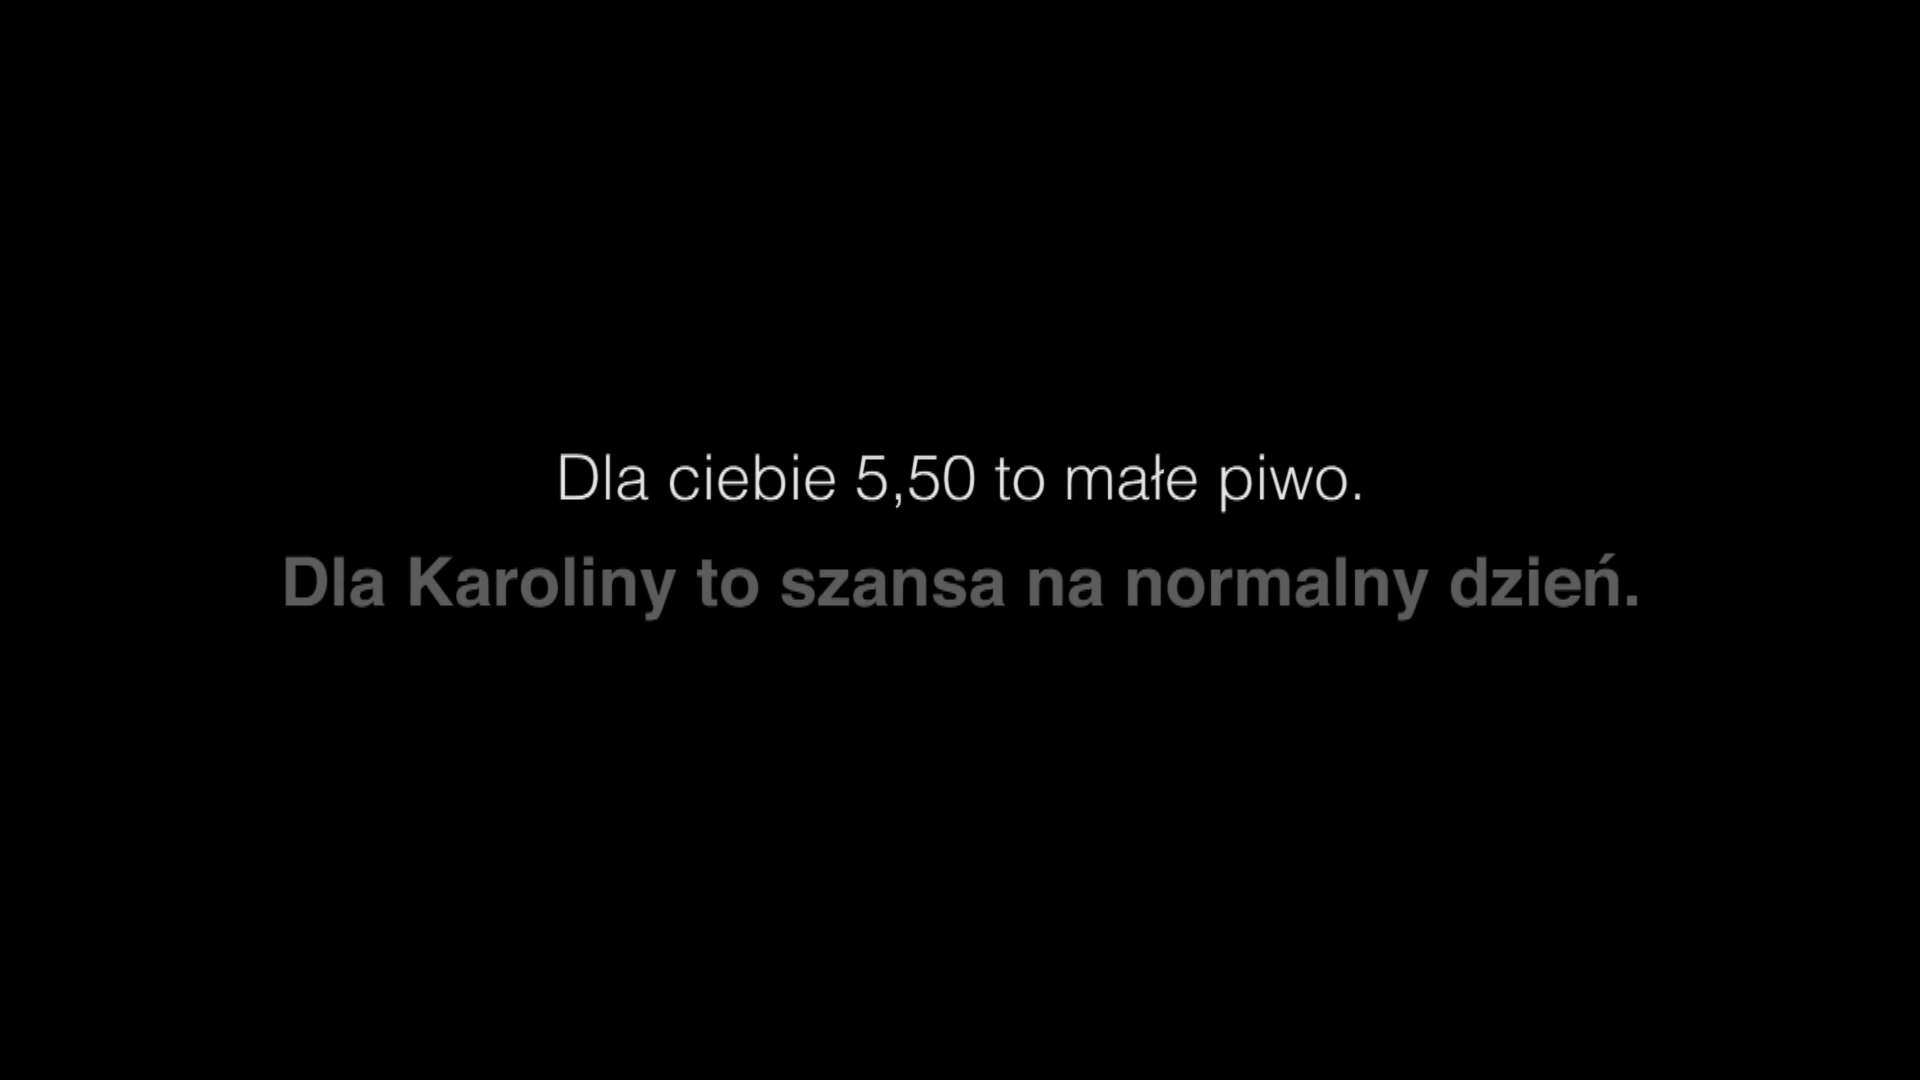 Dla ciebie 5,50 to małe piwo.
Dla Karoliny to szansa na normalny dzień.